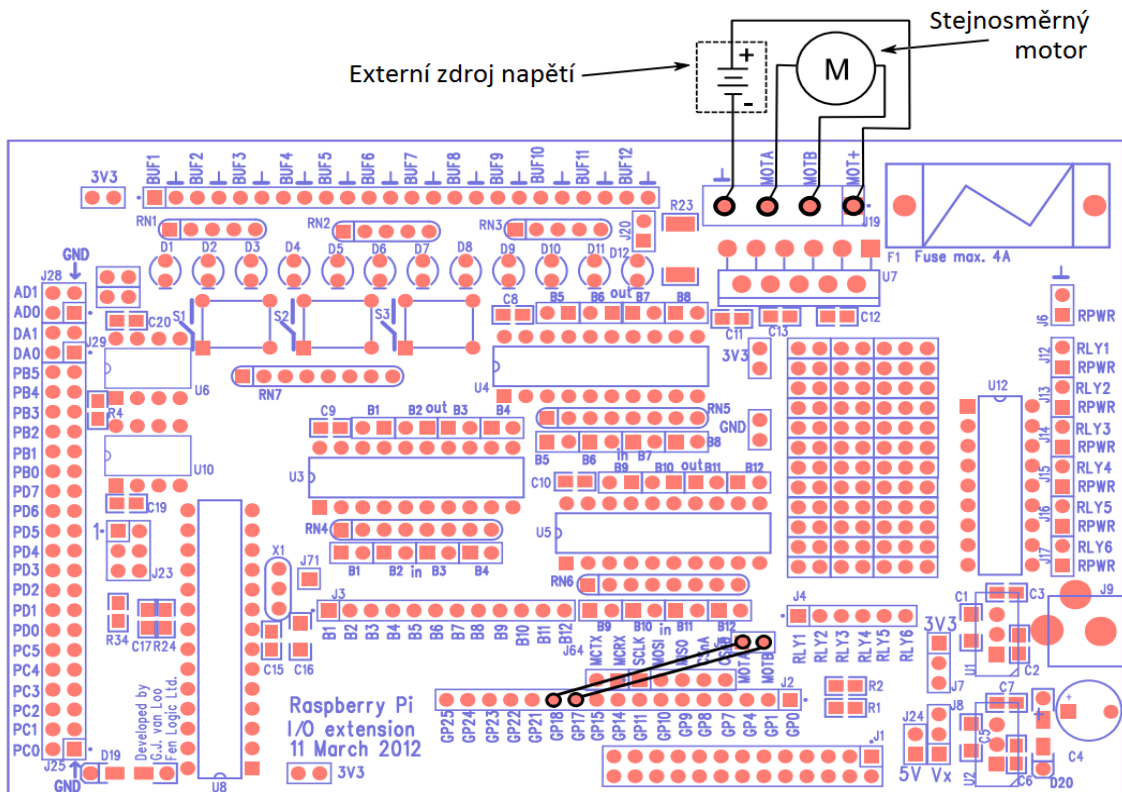 Stejnosměrný
motor
Externí zdroj napětí
+
-
M
3V3
BUF1
BUF2
BUF3
BUF4
BUF5
BUF6
BUF7
BUF8
BUF9
BUF10
BUF11
BUF12
⊥
MOTA
MOTB
MOT+
J19
RN1
RN2
RN3
J20
R23
F1 Fuse max. 4A
U7
D1
D2
D3
D4
D5
D6
D7
D8
D9
D10
D11
D12
GND
J28
AD1
AD0
DA1
DA0
J29
PB5
PB4
PB3
PB2
PB1
PB0
PD7
PD6
PD5
PD4
PD3
PD2
PD1
PD0
PC5
PC4
PC3
PC2
PC1
PC0
J25
GND
C20
S1
S2
S3
U6
R4
RN7
U10
C19
1
J23
R34
C17
R24
C15
C16
X1
J71
D19
Developed by
G.J. van Loo
Fen Logic Ltd.
U8
3V3
Raspberry Pi
I/O extension
11 March 2012
C8
B5
B6
out
B7
B8
U4
RN5
B5
B6
in
B7
B8
C11
C13
C12
3V3
GND
C9
B1
B2
out
B3
B4
U3
RN4
B1
B2
in
B3
B4
C10
B9
B10
out
B11
B12
U5
RN6
B9
B10
in
B11
B12
J3
B1
B2
B3
B4
B5
B6
B7
B8
B9
B10
B11
B12
J64
MCTX
MCRX
SCLK
MOSI
MISO
CSnA
MOTA
MOTB
J2
GP25
GP24
GP23
GP22
GP21
GP18
GP17
GP15
GP14
GP11
GP10
GP9
GP8
GP7
GP4
GP1
GP0
J1
J4
RLY1
RLY2
RLY3
RLY4
RLY5
RLY6
R2
R1
U12
J6
RPWR
J12
RLY1
RPWR
J13
RLY2
RPWR
J14
RLY3
RPWR
J15
RLY4
RPWR
J16
RLY5
RPWR
J17
RLY6
RPWR
C1
C3
J9
3V3
U1
C2
J7
C7
J8
J24
C5
U2
C6
5V
Vx
+
+
C4
D20